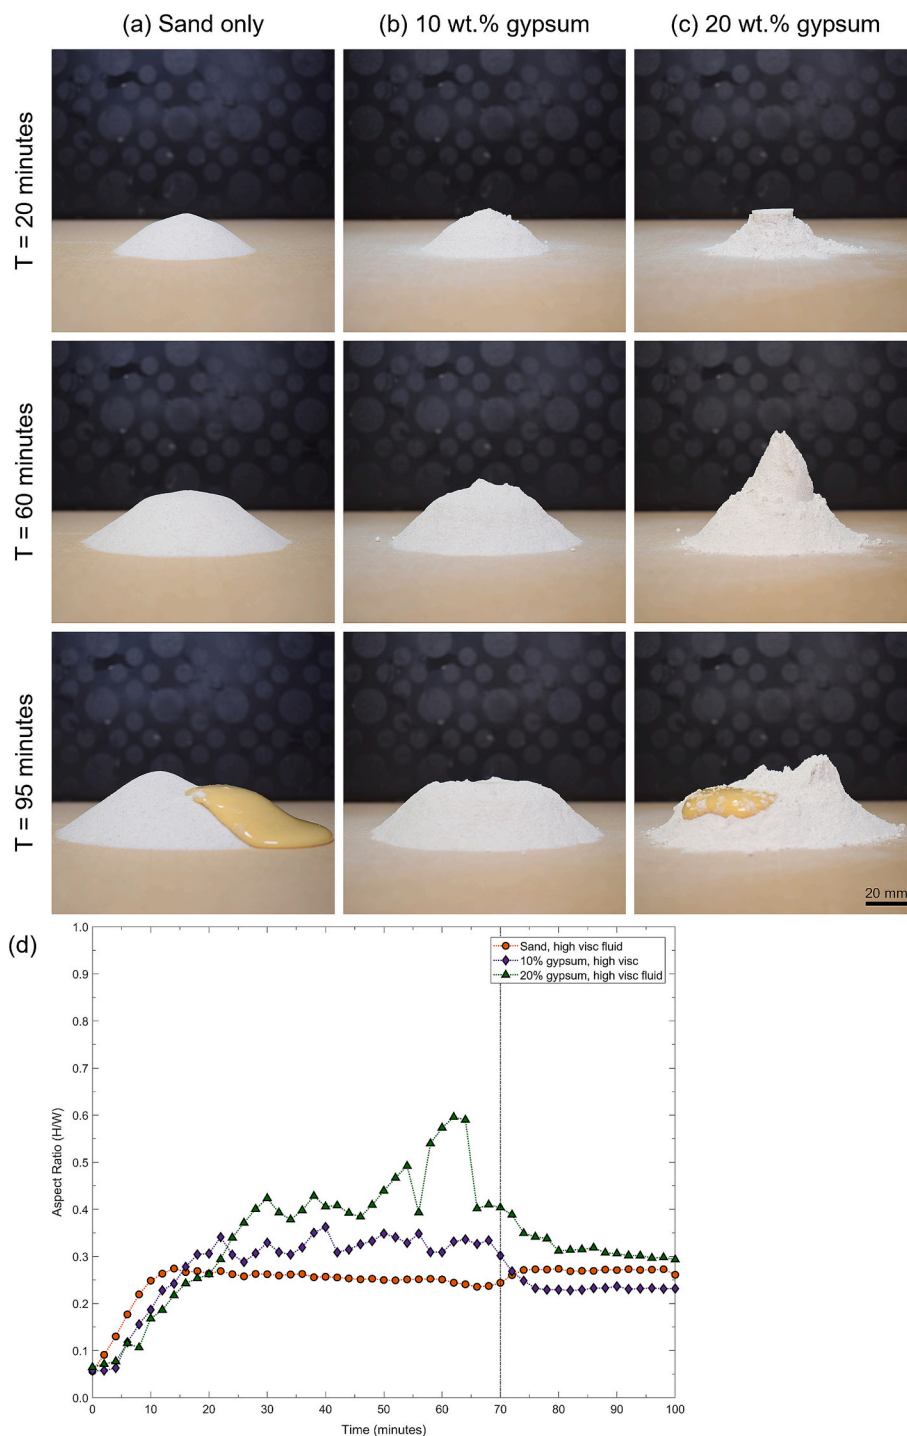 (a) Sand only
(b) 10 wt.% gypsum
(c) 20 wt.% gypsum
T = 20 minutes
T = 60 minutes
T = 95 minutes
20 mm
(d)
Sand, high visc fluid
10% gypsum, high visc
20% gypsum, high visc fluid
Aspect Ratio (H/W)
1.0
0.9
0.8
0.7
0.6
0.5
0.4
0.3
0.2
0.1
0.0
0 10 20 30 40 50 60 70 80 90 100
Time (minutes)